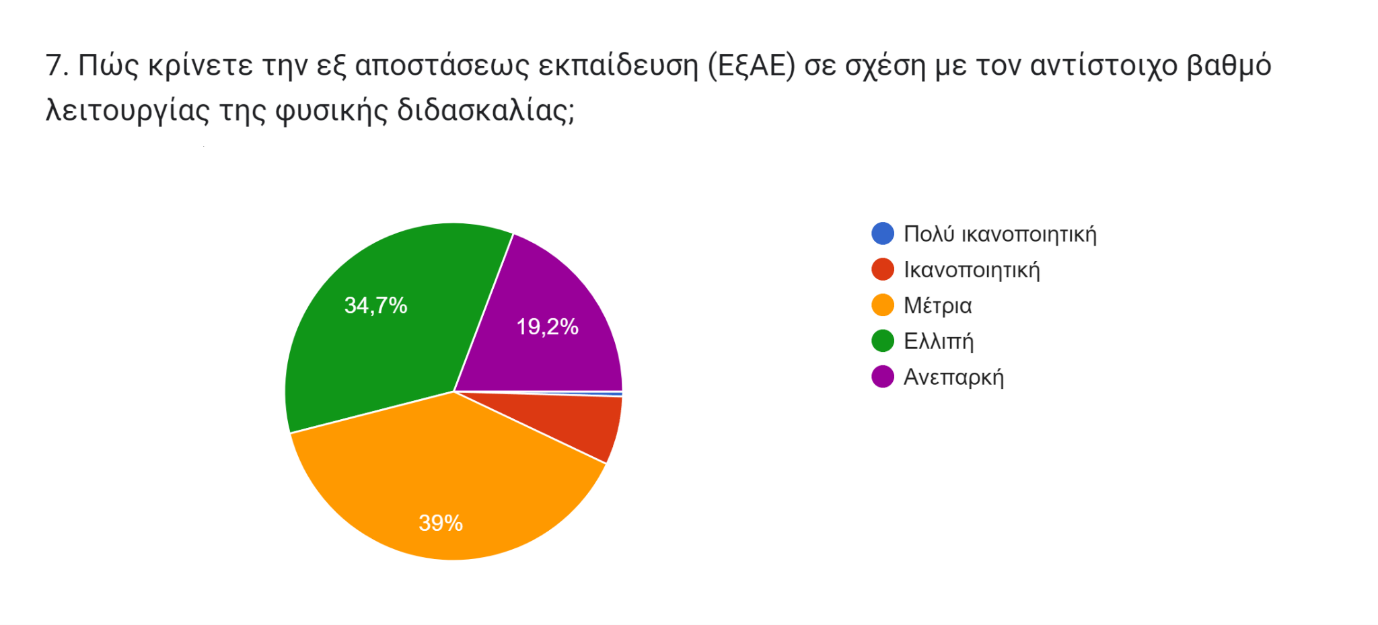 7. Πώς κρίνετε την εξ αποστάσεως εκπαίδευση (ΕξΑΕ) σε σχέση με τον αντίστοιχο βαθμό
λειτουργίας της φυσικής διδασκαλίας;
Πολύ ικανοποιητική
Ικανοποιητική
Μέτρια
Ελλιπή
Ανεπαρκή
34,7%
19,2%
39%